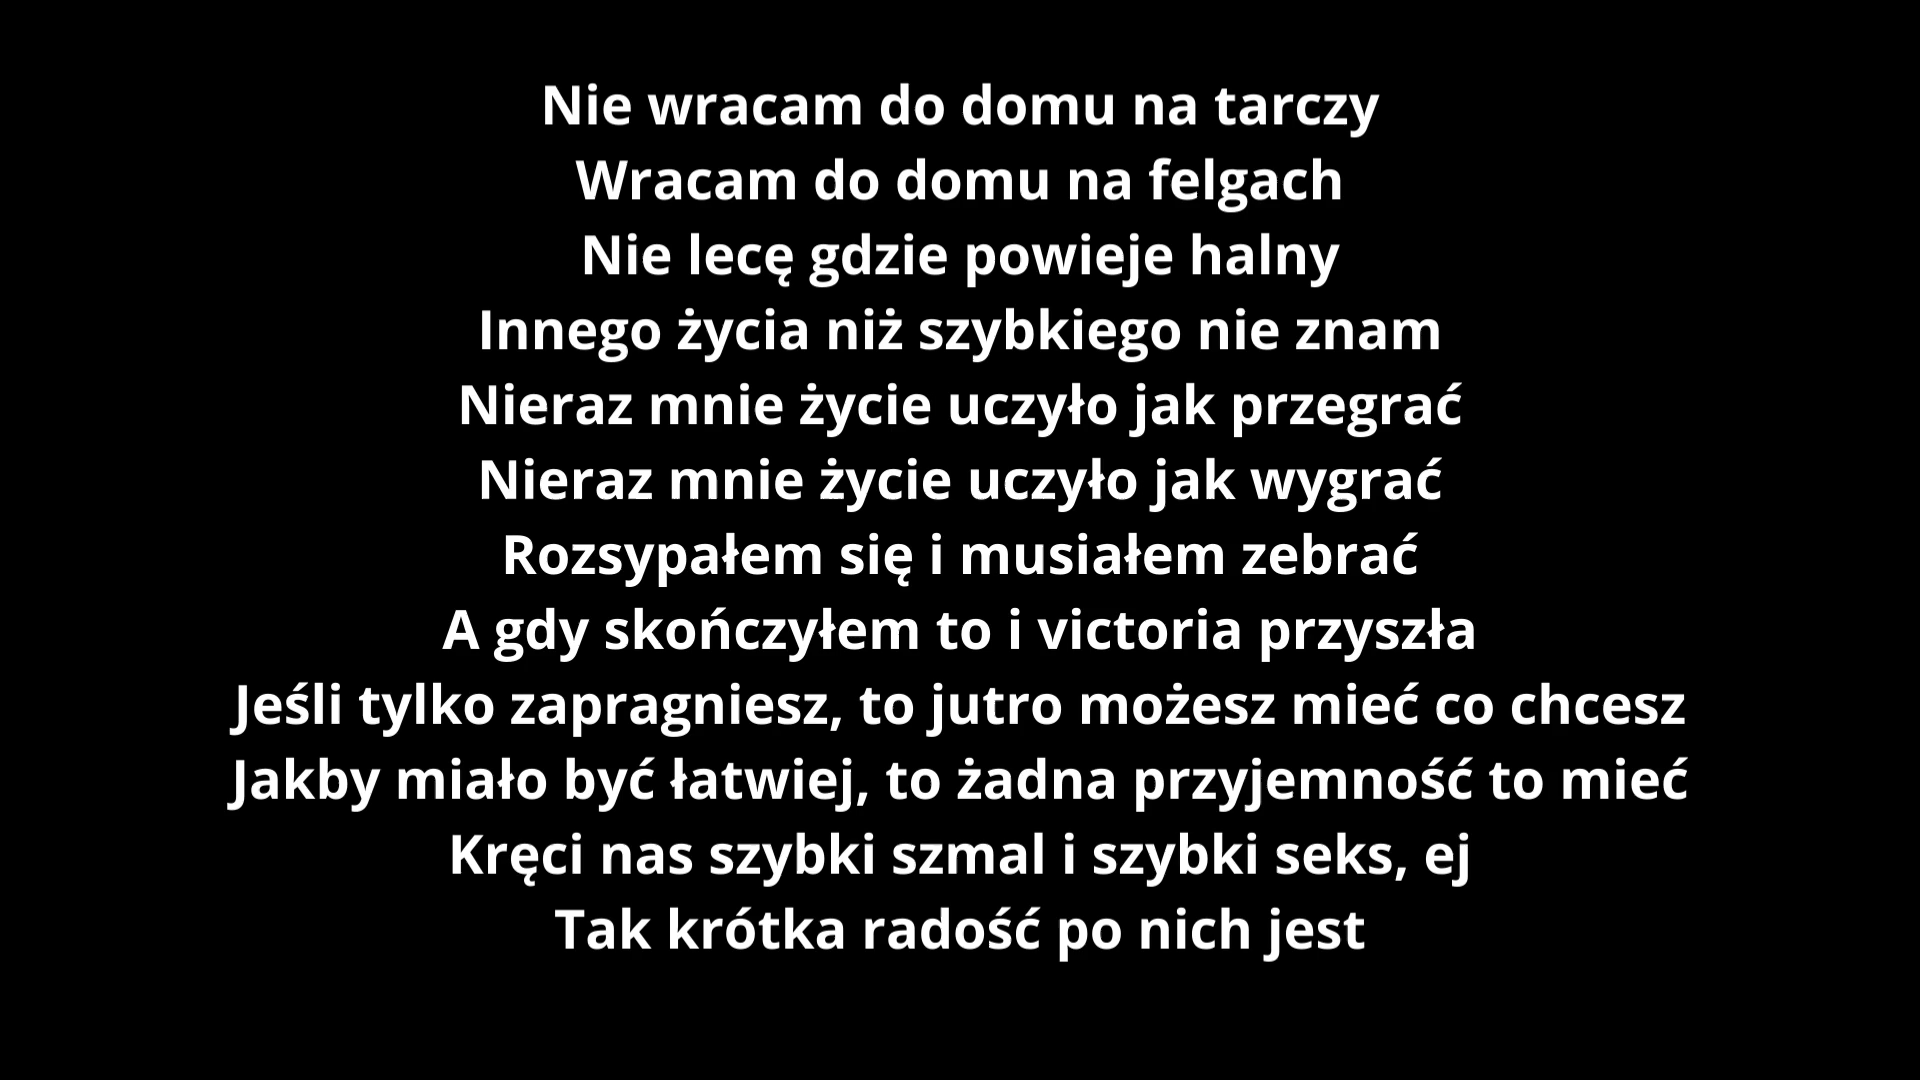 Nie wracam do domu na tarczy
Wracam do domu na felgach
Nie lecę gdzie powieje halny
Innego życia niż szybkiego nie znam
Nieraz mnie życie uczyło jak przegrać
Nieraz mnie życie uczyło jak wygrać
Rozsypałem się i musiałem zebrać
A gdy skończyłem to i victoria przyszła
Jeśli tylko zapragniesz, to jutro możesz mieć co chcesz
Jakby miało być łatwiej, to żadna przyjemność to mieć
Kręci nas szybki szmal i szybki seks, ej
Tak krótka radość po nich jest